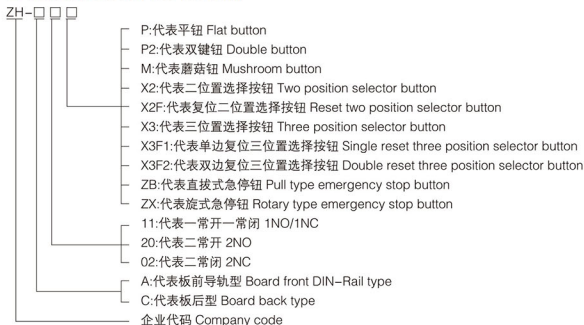 ZH-□□□
P:代表平钮 Flat button
P2:代表双键钮 Double button
M:代表蘑菇钮 Mushroom button
X2:代表二位置选择按钮 Two position selector button
X2F:代表复位二位置选择按钮 Reset two position selector button
X3:代表三位置选择按钮 Three position selector button
X3F1:代表单边复位三位置选择按钮 Single reset three position selector button
X3F2:代表双边复位三位置选择按钮 Double reset three position selector button
ZB:代表直拔式急停钮 Pull type emergency stop button
ZX:代表旋式急停钮 Rotary type emergency stop button
11:代表一常开一常闭 1NO/1NC
20:代表二常开 2NO
02:代表二常闭 2NC
A:代表板前导轨型 Board front DIN-Rail type
C:代表板后型 Board back type
企业代码 Company code